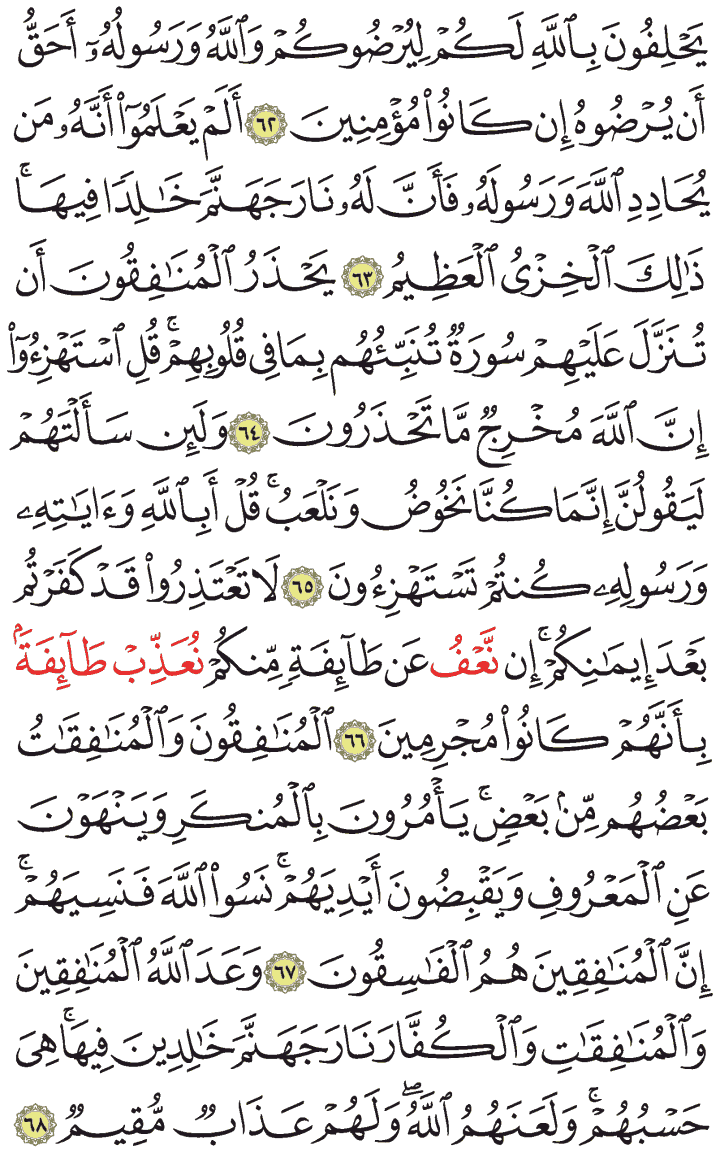 يَحْلِفُونَ بِٱللَّهِ لَكُمْ لِيُرْضُوكُمْ وَٱللَّهُ وَرَسُولُهُۥٓ أَحَقُّ
أَن يُرْضُوهُ إِن كَانُوا۟ مُؤْمِنِينَ ٦٢ أَلَمْ يَعْلَمُوٓا۟ أَنَّهُۥ مَن
يُحَادِدِ ٱللَّهَ وَرَسُولَهُۥ فَأَنَّ لَهُۥ نَارَ جَهَنَّمَ خَـٰلِدًا فِيهَا ۚ
ذَٰلِكَ ٱلْخِزْىُ ٱلْعَظِيمُ ٦٣ يَحْذَرُ ٱلْمُنَـٰفِقُونَ أَن
تُنَزَّلَ عَلَيْهِمْ سُورَةٌ تُنَبِّئُهُم بِمَا فِى قُلُوبِهِمْ ۚ قُلِ ٱسْتَهْزِءُوٓا۟
إِنَّ ٱللَّهَ مُخْرِجٌ مَّا تَحْذَرُونَ ٦٤ وَلَئِن سَأَلْتَهُمْ
لَيَقُولُنَّ إِنَّمَا كُنَّا نَخُوضُ وَنَلْعَبُ ۚ قُلْ أَبِٱللَّهِ وَءَايَـٰتِهِۦ
وَرَسُولِهِۦ كُنتُمْ تَسْتَهْزِءُونَ ٦٥ لَا تَعْتَذِرُوا۟ قَدْ كَفَرْتُم
بَعْدَ إِيمَـٰنِكُمْ ۚ إِن نَّعْفُ عَن طَآئِفَةٍ مِّنكُمْ نُعَذِّبْ طَآئِفَةًۢ
بِأَنَّهُمْ كَانُوا۟ مُجْرِمِينَ ٦٦ ٱلْمُنَـٰفِقُونَ وَٱلْمُنَـٰفِقَـٰتُ
بَعْضُهُم مِّنۢ بَعْضٍ ۚ يَأْمُرُونَ بِٱلْمُنكَرِ وَيَنْهَوْنَ
عَنِ ٱلْمَعْرُوفِ وَيَقْبِضُونَ أَيْدِيَهُمْ ۚ نَسُوا۟ ٱللَّهَ فَنَسِيَهُمْ ۚ
إِنَّ ٱلْمُنَـٰفِقِينَ هُمُ ٱلْفَـٰسِقُونَ ٦٧ وَعَدَ ٱللَّهُ ٱلْمُنَـٰفِقِينَ
وَٱلْمُنَـٰفِقَـٰتِ وَٱلْكُفَّارَ نَارَ جَهَنَّمَ خَـٰلِدِينَ فِيهَا ۚ هِىَ
حَسْبُهُمْ ۚ وَلَعَنَهُمُ ٱللَّهُ ۖ وَلَهُمْ عَذَابٌ مُّقِيمٌ ٦٨